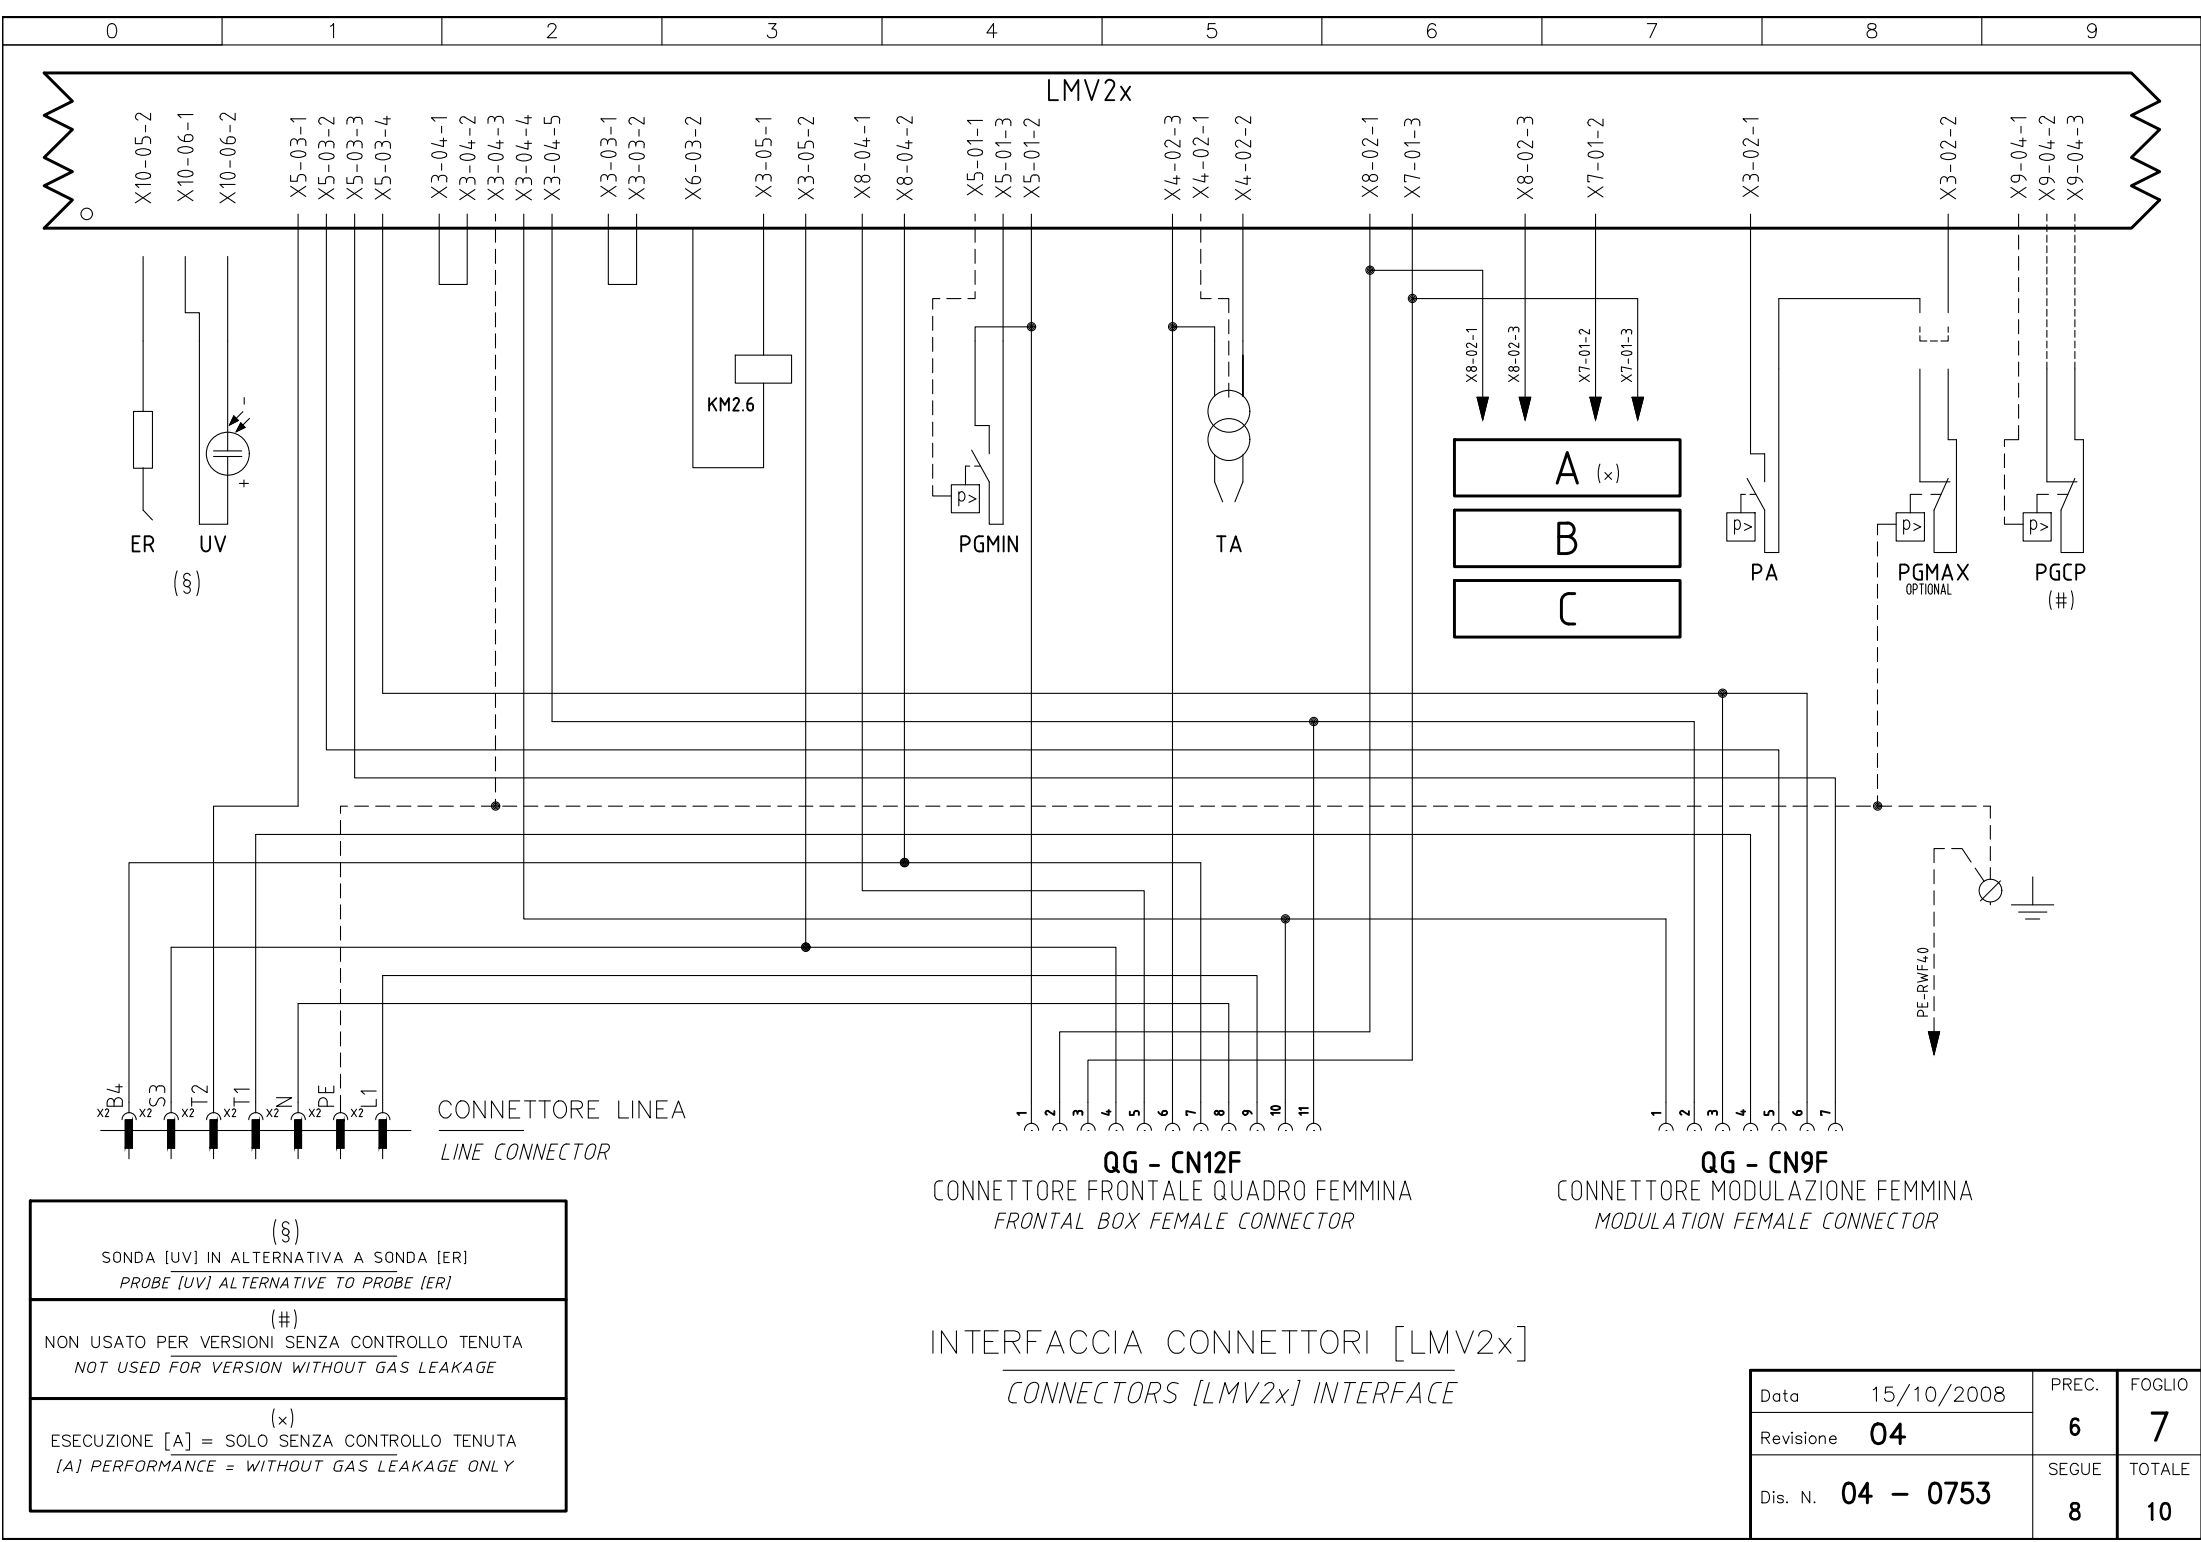 0 1 2 3 4 5 6 7 8 9
LMV2x
X10-05-2
X10-06-1
X10-06-2
X5-03-1
X5-03-2
X5-03-3
X5-03-4
X3-04-1
X3-04-2
X3-04-3
X3-04-4
X3-04-5
X3-03-1
X3-03-2
X6-03-2
X3-05-1
X3-05-2
X8-04-1
X8-04-2
X5-01-1
X5-01-3
X5-01-2
X4-02-3
X4-02-1
X4-02-2
X8-02-1
X7-01-3
X8-02-3
X7-01-2
X3-02-1
X3-02-2
X9-04-1
X9-04-2
X9-04-3
X8-02-1
X8-02-3
X7-01-2
X7-01-3
KM2.6
-
+
p>
p>
p>
p>
A (x)
B
C
ER
UV
(§)
PGMIN
TA
PA
PGMAX
OPTIONAL
PGCP
(#)
PE-RWF40
X2 B4
X2 S3
X2 T2
X2 T1
X2 N
X2 PE
X2 L1
CONNETTORE LINEA
LINE CONNECTOR
1 2 3 4 5 6 7 8 9 10 11
QG - CN12F
CONNETTORE FRONTALE QUADRO FEMMINA
FRONTAL BOX FEMALE CONNECTOR
1 2 3 4 5 6 7
QG - CN9F
CONNETTORE MODULAZIONE FEMMINA
MODULATION FEMALE CONNECTOR
(§)
SONDA [UV] IN ALTERNATIVA A SONDA [ER]
PROBE [UV] ALTERNATIVE TO PROBE [ER]
(#)
NON USATO PER VERSIONI SENZA CONTROLLO TENUTA
NOT USED FOR VERSION WITHOUT GAS LEAKAGE
(x)
ESECUZIONE [A] = SOLO SENZA CONTROLLO TENUTA
[A] PERFORMANCE = WITHOUT GAS LEAKAGE ONLY
INTERFACCIA CONNETTORI [LMV2x]
CONNECTORS [LMV2x] INTERFACE
Data 15/10/2008
Revisione 04
Dis. N. 04 - 0753
PREC.
6
FOGLIO
7
SEGUE
8
TOTALE
10